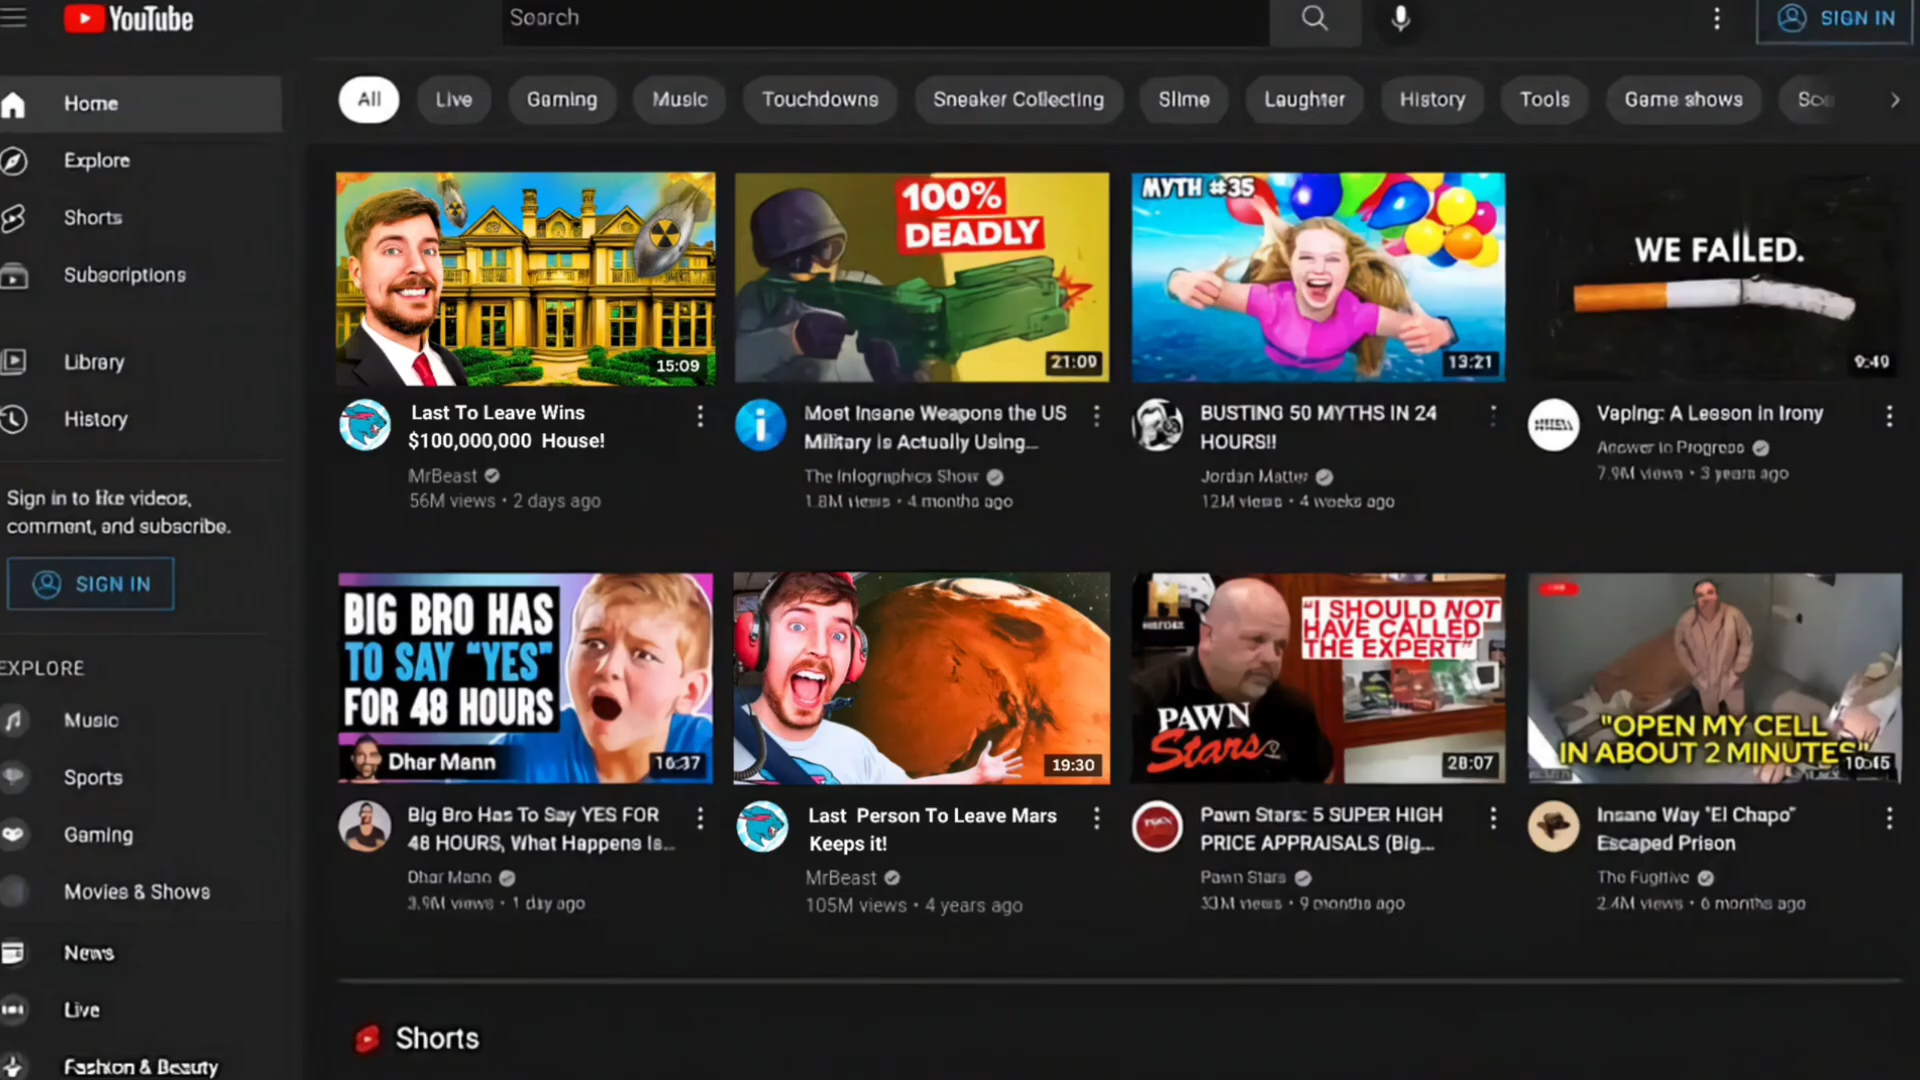 YouTube
Search
SIGN IN
Home
Explore
Shorts
Subscriptions
Library
History
Sign in to like videos,
comment, and subscribe.
SIGN IN
EXPLORE
Music
Sports
Gaming
Movies & Shows
News
Live
Fashion & Beauty
All
Live
Gaming
Music
Touchdowns
Sneaker Collecting
Slime
Laughter
History
Tools
Game shows
15:09
Last To Leave Wins
$100,000,000 House!
MrBeast
56M views • 2 days ago
100%
DEADLY
21:00
Most Insane Weapons the US
Military is Actually Using...
The Infographics Show
1.8M views • 4 months ago
MYTH #35
13:21
BUSTING 50 MYTHS IN 24
HOURS!!
Jordan Matter
12M views • 4 weeks ago
WE FAILED.
9:49
Vaping: A Lesson in Irony
Answer in Progress
7.9M views • 3 years ago
BIG BRO HAS
TO SAY "YES"
FOR 48 HOURS
Dhar Mann
16:37
Big Bro Has To Say YES FOR
48 HOURS, What Happens Is...
Dhar Mann
3.9M views • 1 day ago
19:30
Last Person To Leave Mars
Keeps it!
MrBeast
105M views • 4 years ago
H
HISTORY
"I SHOULD NOT
HAVE CALLED
THE EXPERT"
PAWN
Stars
28:07
Pawn Stars: 5 SUPER HIGH
PRICE APPRAISALS (Big...
Pawn Stars
33M views • 9 months ago
"OPEN MY CELL
IN ABOUT 2 MINUTES"
10:45
Insane Way "El Chapo"
Escaped Prison
The Fugitive
2.4M views • 6 months ago
Shorts